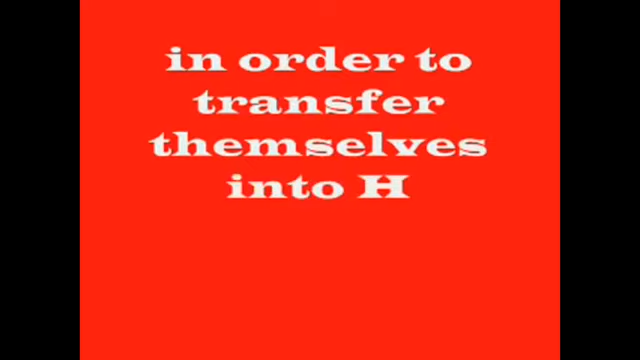 in order to
transfer
themselves
into H